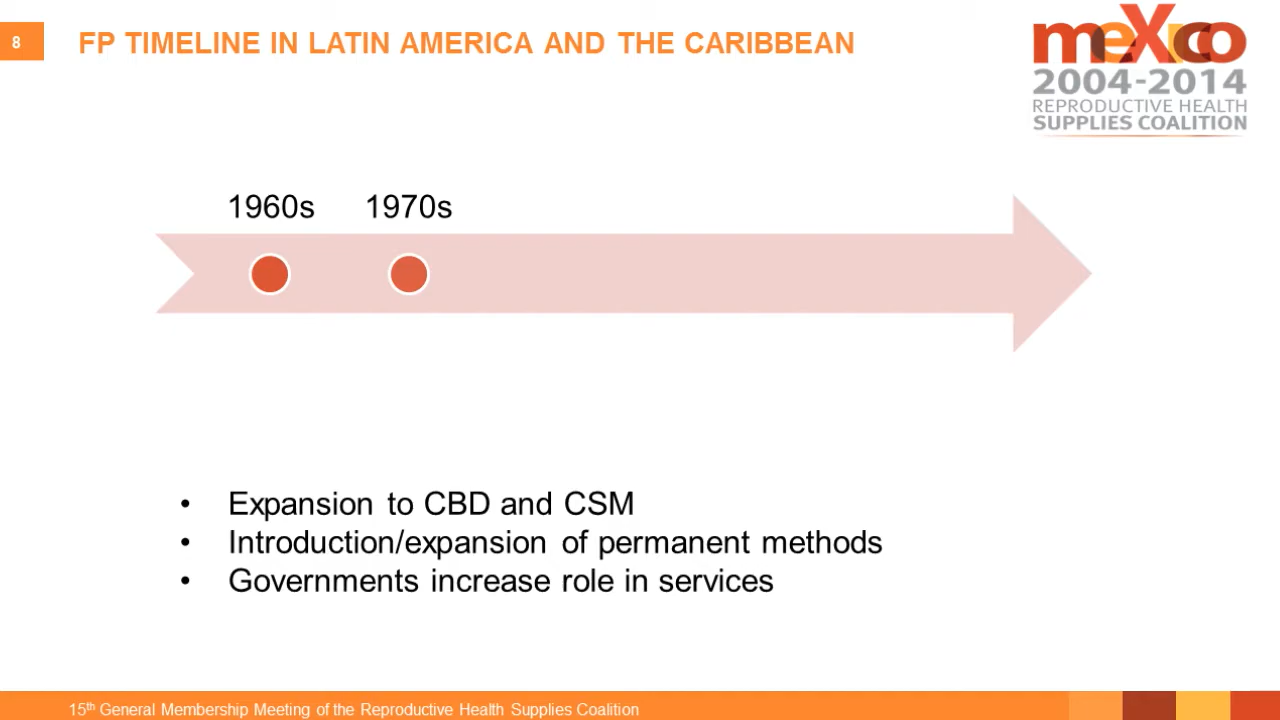 8
FP TIMELINE IN LATIN AMERICA AND THE CARIBBEAN
meXico
2004-2014
REPRODUCTIVE HEALTH
SUPPLIES COALITION
1960s
1970s
• Expansion to CBD and CSM
• Introduction/expansion of permanent methods
• Governments increase role in services
15th General Membership Meeting of the Reproductive Health Supplies Coalition